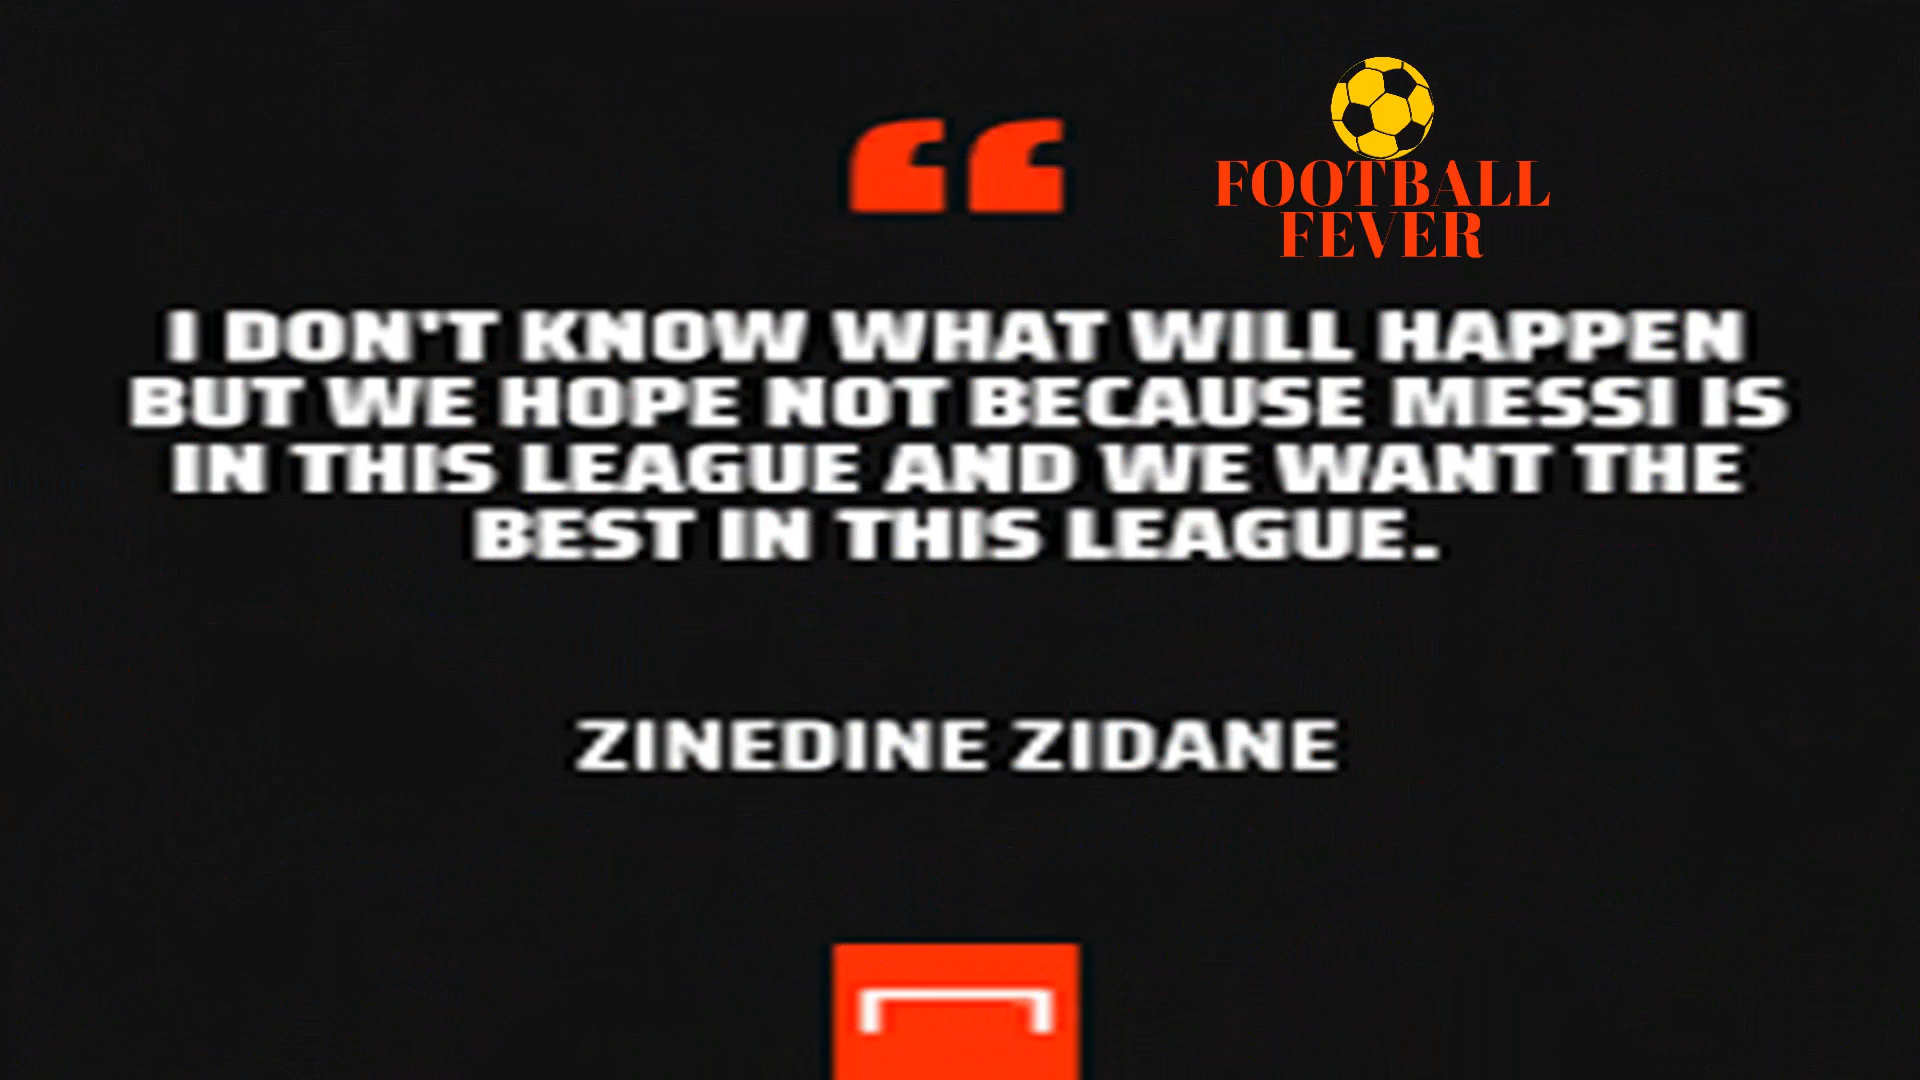 “
FOOTBALL
FEVER
I DON'T KNOW WHAT WILL HAPPEN
BUT WE HOPE NOT BECAUSE MESSI IS
IN THIS LEAGUE AND WE WANT THE
BEST IN THIS LEAGUE.
ZINEDINE ZIDANE